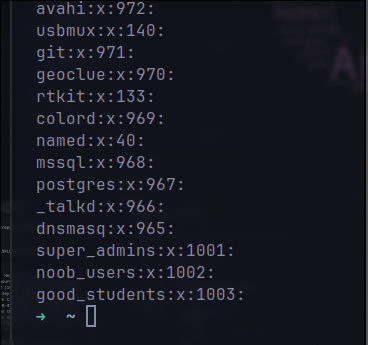 avahi:x:972:
usbmux:x:140:
git:x:971:
geoclue:x:970:
rtkit:x:133:
colord:x:969:
named:x:40:
mssql:x:968:
postgres:x:967:
_talkd:x:966:
dnsmasq:x:965:
super_admins:x:1001:
noob_users:x:1002:
good_students:x:1003:
➜ ~